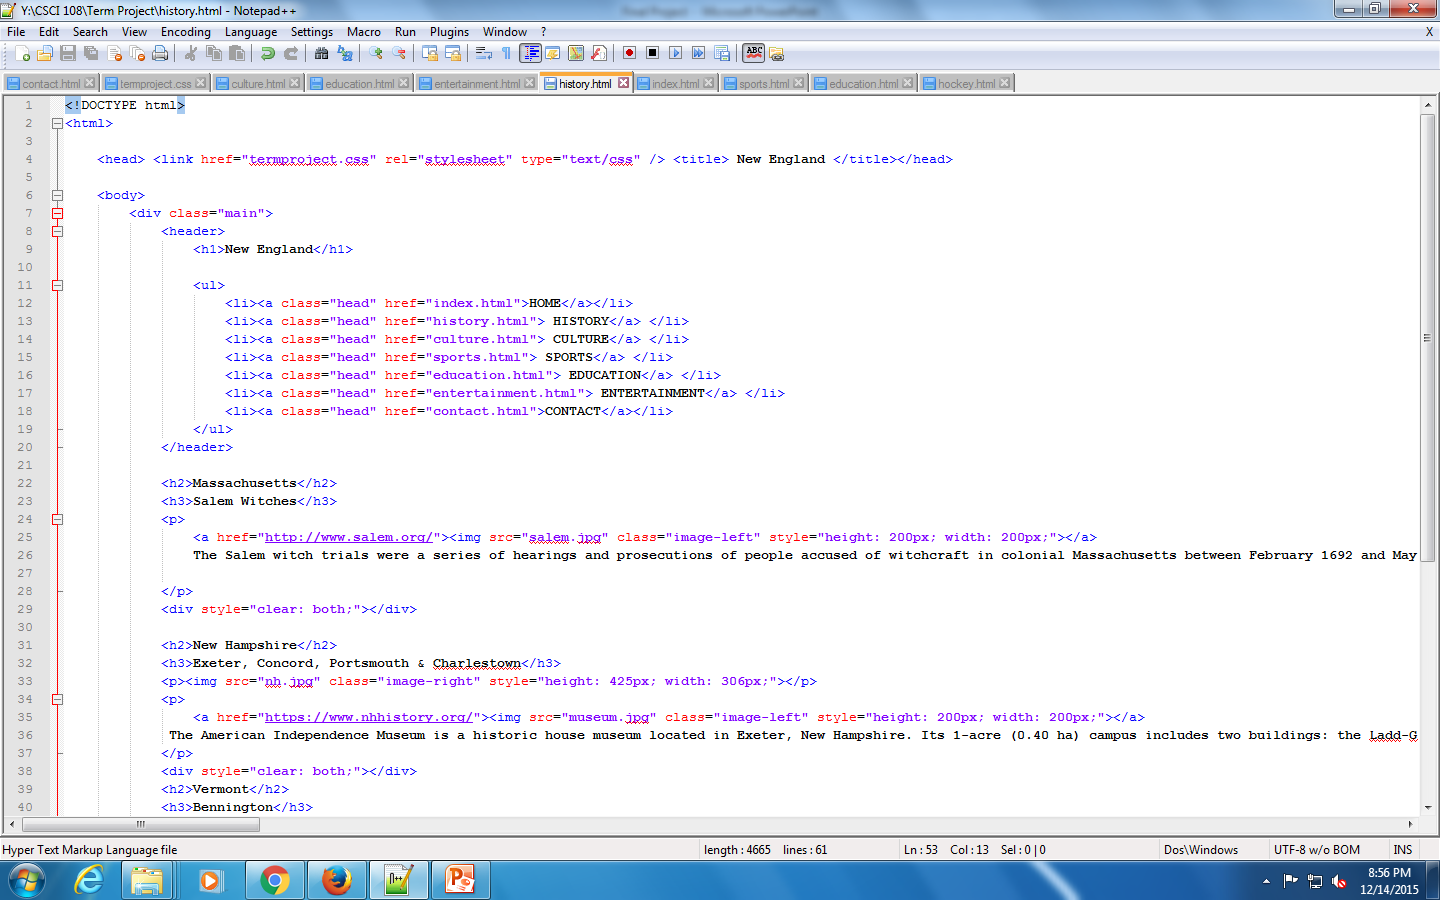 Y:\CSCI 108\Term Project\history.html - Notepad++
Final Project - Microsoft PowerPoint
File Edit Search View Encoding Language Settings Macro Run Plugins Window ? X
contact.html termproject.css culture.html education.html entertainment.html history.html index.html sports.html education.html hockey.html
1 <!DOCTYPE html>
2 <html>
3
4 <head> <link href="termproject.css" rel="stylesheet" type="text/css" /> <title> New England </title></head>
5
6 <body>
7 <div class="main">
8 <header>
9 <h1>New England</h1>
10
11 <ul>
12 <li><a class="head" href="index.html">HOME</a></li>
13 <li><a class="head" href="history.html"> HISTORY</a> </li>
14 <li><a class="head" href="culture.html"> CULTURE</a> </li>
15 <li><a class="head" href="sports.html"> SPORTS</a> </li>
16 <li><a class="head" href="education.html"> EDUCATION</a> </li>
17 <li><a class="head" href="entertainment.html"> ENTERTAINMENT</a> </li>
18 <li><a class="head" href="contact.html">CONTACT</a></li>
19 </ul>
20 </header>
21
22 <h2>Massachusetts</h2>
23 <h3>Salem Witches</h3>
24 <p>
25 <a href="http://www.salem.org/"><img src="salem.jpg" class="image-left" style="height: 200px; width: 200px;"></a>
26 The Salem witch trials were a series of hearings and prosecutions of people accused of witchcraft in colonial Massachusetts between February 1692 and May
27
28 </p>
29 <div style="clear: both;"></div>
30
31 <h2>New Hampshire</h2>
32 <h3>Exeter, Concord, Portsmouth & Charlestown</h3>
33 <p><img src="nh.jpg" class="image-right" style="height: 425px; width: 306px;"></p>
34 <p>
35 <a href="https://www.nhhistory.org/"><img src="museum.jpg" class="image-left" style="height: 200px; width: 200px;"></a>
36 The American Independence Museum is a historic house museum located in Exeter, New Hampshire. Its 1-acre (0.40 ha) campus includes two buildings: the Ladd-G
37 </p>
38 <div style="clear: both;"></div>
39 <h2>Vermont</h2>
40 <h3>Bennington</h3>
Hyper Text Markup Language file length : 4665 lines : 61 Ln : 53 Col : 13 Sel : 0 | 0 Dos\Windows UTF-8 w/o BOM INS
8:56 PM
12/14/2015